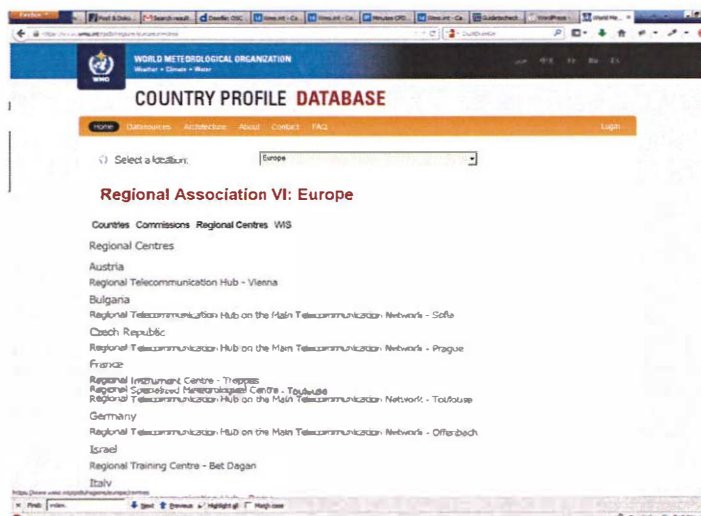 WORLD METEOROLOGICAL ORGANIZATION
Weather • Climate • Water
WMO
COUNTRY PROFILE DATABASE
Home Datasources Architecture About Contact FAQ Login
Select a location: Europe
Regional Association VI: Europe
Countries Commissions Regional Centres WIS
Regional Centres
Austria
Regional Telecommunication Hub - Vienna
Bulgaria
Regional Telecommunication Hub on the Main Telecommunication Network - Sofia
Czech Republic
Regional Telecommunication Hub on the Main Telecommunication Network - Prague
France
Regional Instrument Centre - Trappes
Regional Specialised Meteorological Centre - Toulouse
Regional Telecommunication Hub on the Main Telecommunication Network - Toulouse
Germany
Regional Telecommunication Hub on the Main Telecommunication Network - Offenbach
Israel
Regional Training Centre - Bet Dagan
Italy
Find: Next Previous Highlight all Match case